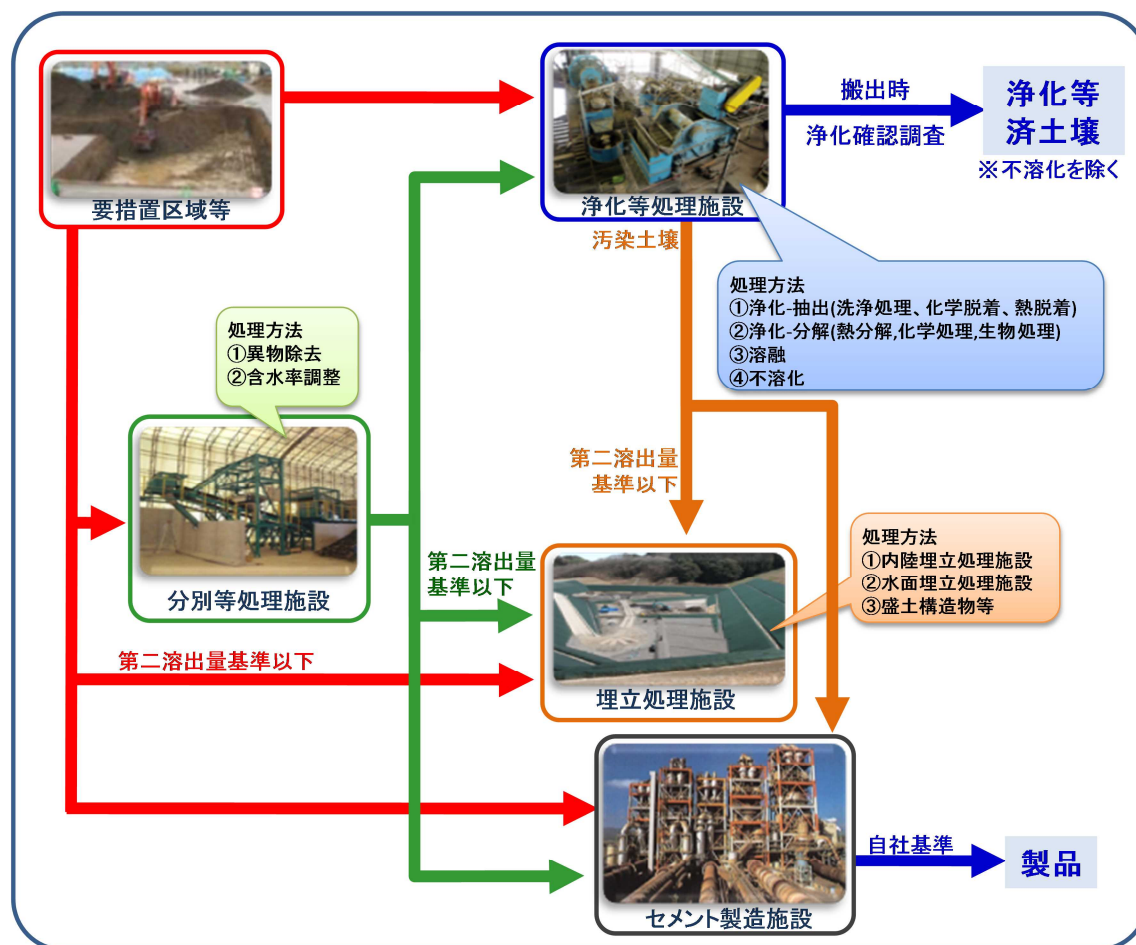 要措置区域等
浄化等処理施設
搬出時
浄化確認調査
浄化等
済土壌
※不溶化を除く
汚染土壌
処理方法
①浄化-抽出(洗浄処理、化学脱着、熱脱着)
②浄化-分解(熱分解,化学処理,生物処理)
③溶融
④不溶化
処理方法
①異物除去
②含水率調整
分別等処理施設
第二溶出量
基準以下
第二溶出量
基準以下
処理方法
①内陸埋立処理施設
②水面埋立処理施設
③盛土構造物等
第二溶出量基準以下
埋立処理施設
セメント製造施設
自社基準
製品